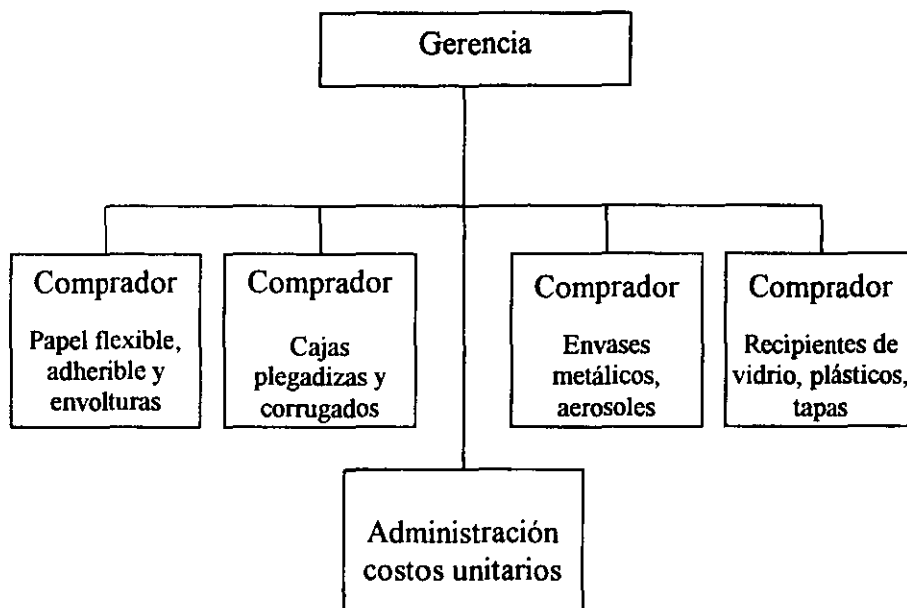 Gerencia
Comprador
Papel flexible,
adherible y
envolturas
Comprador
Cajas
plegadizas y
corrugados
Comprador
Envases
metálicos,
aerosoles
Comprador
Recipientes de
vidrio, plásticos,
tapas
Administración
costos unitarios